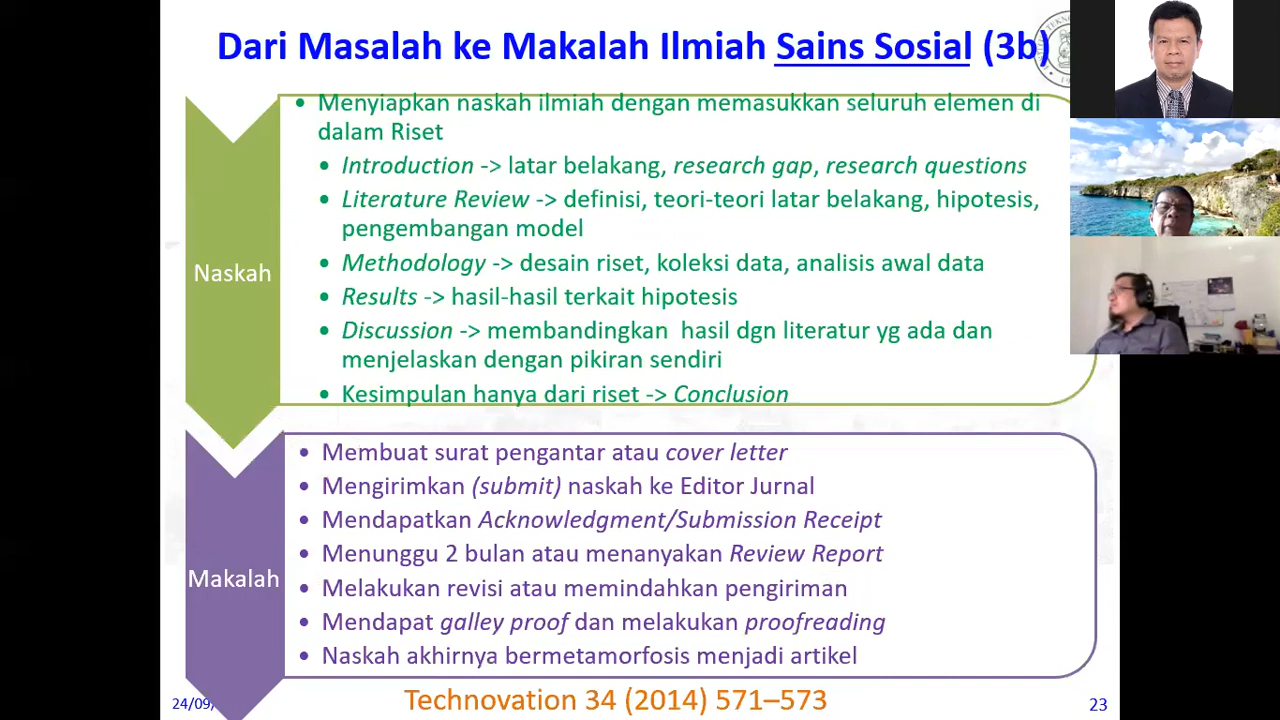 Dari Masalah ke Makalah Ilmiah Sains Sosial (3b)
Naskah
• Menyiapkan naskah ilmiah dengan memasukkan seluruh elemen di
dalam Riset
• Introduction -> latar belakang, research gap, research questions
• Literature Review -> definisi, teori-teori latar belakang, hipotesis,
pengembangan model
• Methodology -> desain riset, koleksi data, analisis awal data
• Results -> hasil-hasil terkait hipotesis
• Discussion -> membandingkan hasil dgn literatur yg ada dan
menjelaskan dengan pikiran sendiri
• Kesimpulan hanya dari riset -> Conclusion
Makalah
• Membuat surat pengantar atau cover letter
• Mengirimkan (submit) naskah ke Editor Jurnal
• Mendapatkan Acknowledgment/Submission Receipt
• Menunggu 2 bulan atau menanyakan Review Report
• Melakukan revisi atau memindahkan pengiriman
• Mendapat galley proof dan melakukan proofreading
• Naskah akhirnya bermetamorfosis menjadi artikel
24/09/
Technovation 34 (2014) 571–573
23